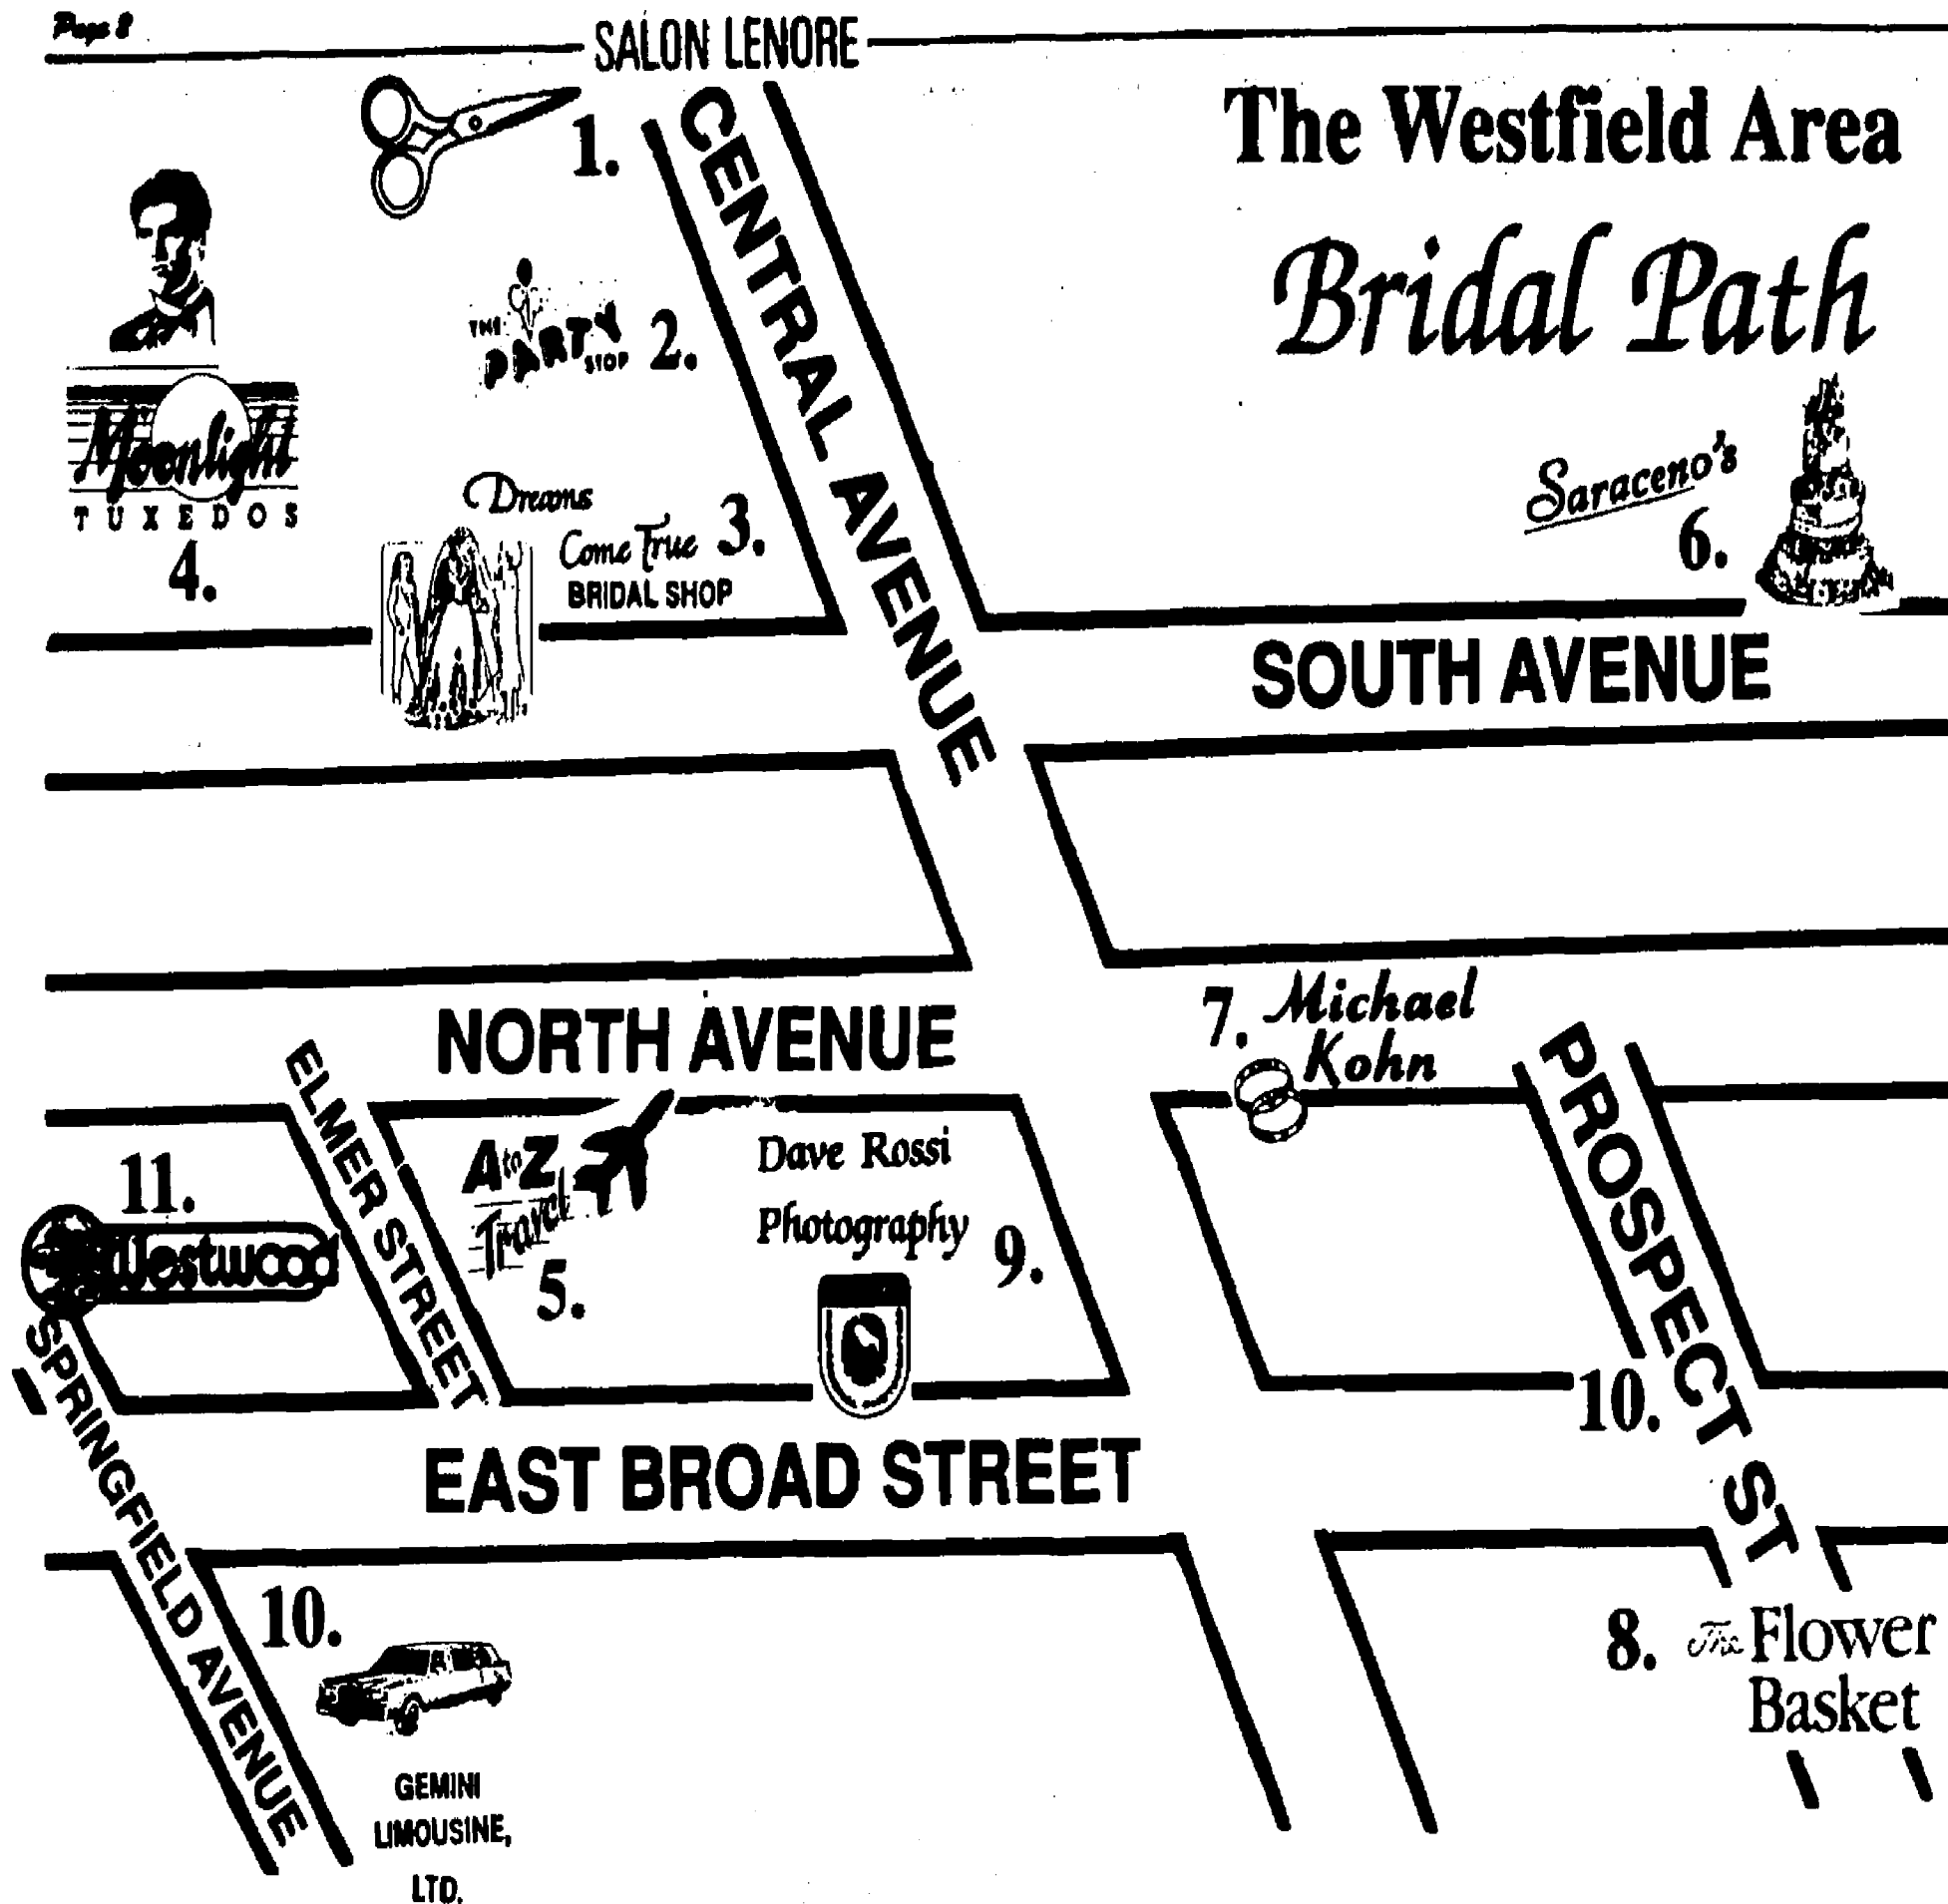 Page 8
SALON LENORE
The Westfield Area
Bridal Path
1.
CENTRAL AVENUE
THE
PARTY
STOP
2.
Moonlight
TUXEDOS
4.
Dreams
Come True
BRIDAL SHOP
3.
Saraceno's
6.
SOUTH AVENUE
NORTH AVENUE
7. Michael
Kohn
ELMER STREET
PROSPECT ST
11.
Westwood
A to Z
Travel
5.
Dave Rossi
Photography
9.
SPRINGFIELD AVENUE
10.
EAST BROAD STREET
10.
GEMINI
LIMOUSINE,
LTD.
8. The Flower
Basket